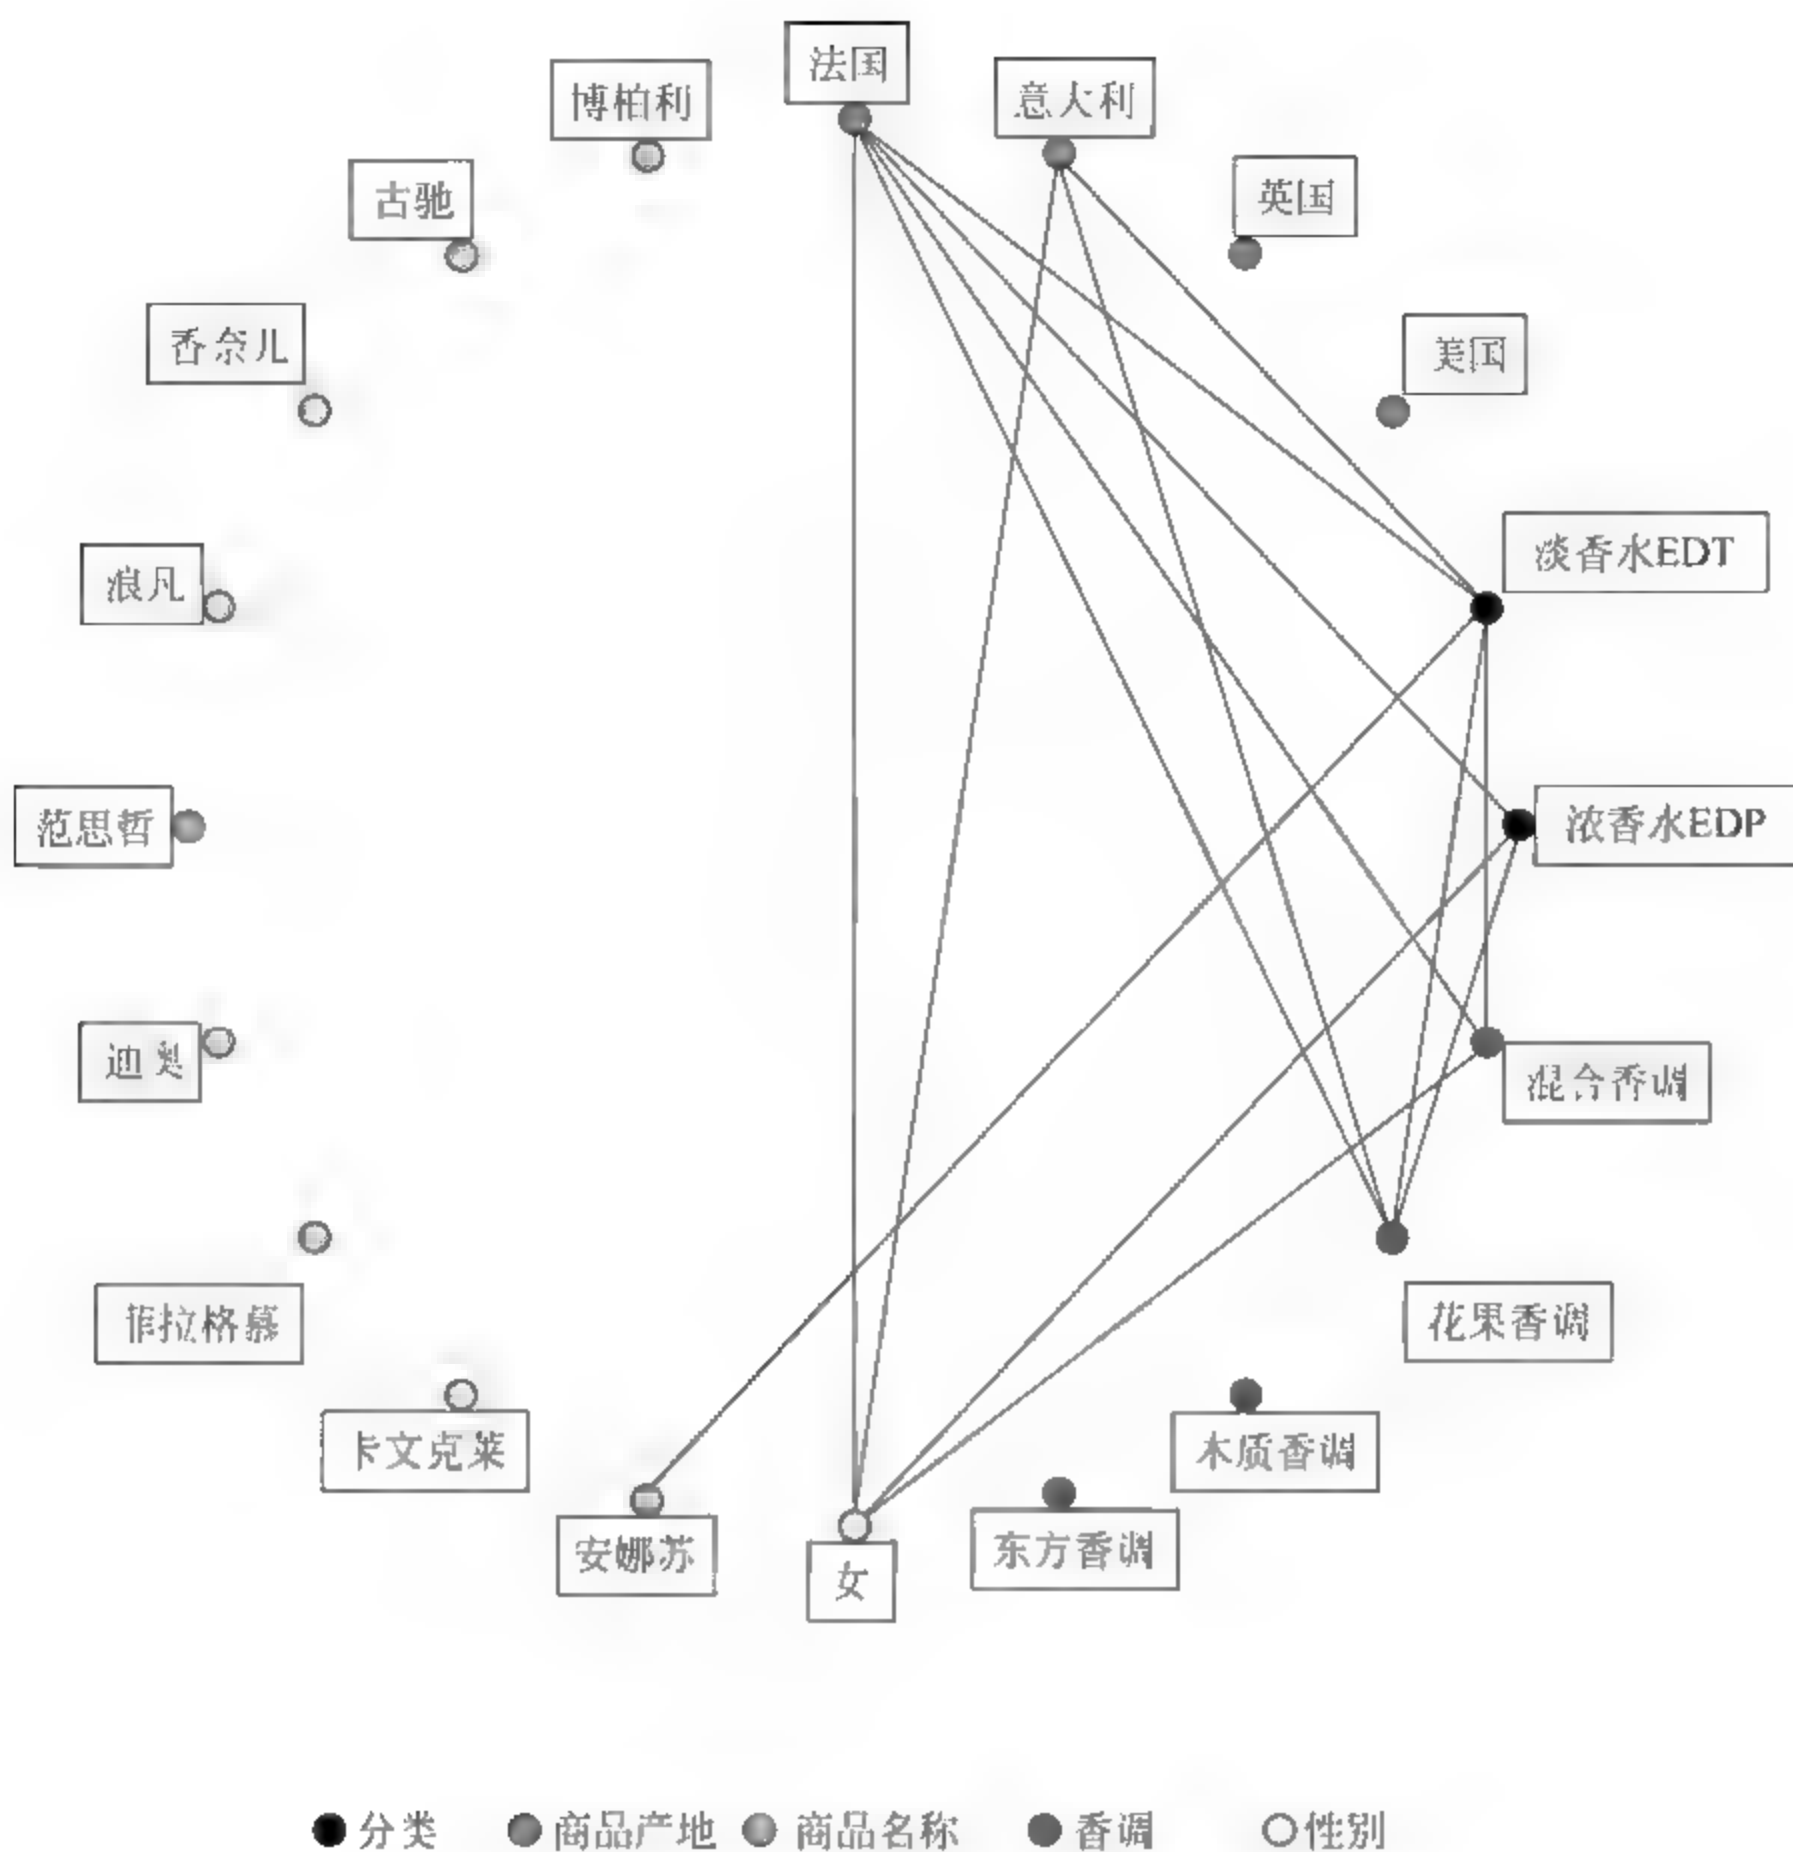 法国
博柏利
意大利
古驰
英国
香奈儿
美国
浪凡
淡香水EDT
范思哲
浓香水EDP
迪奥
混合香调
菲拉格慕
花果香调
卡文克莱
木质香调
安娜苏
女
东方香调
分类 商品产地 商品名称 香调 性别